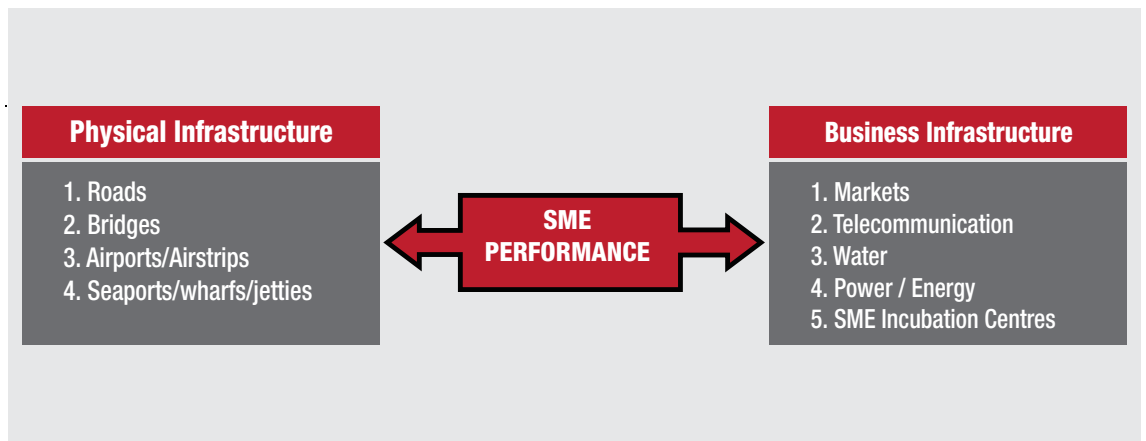 Physical Infrastructure
1. Roads
2. Bridges
3. Airports/Airstrips
4. Seaports/wharfs/jetties
SME
PERFORMANCE
Business Infrastructure
1. Markets
2. Telecommunication
3. Water
4. Power / Energy
5. SME Incubation Centres